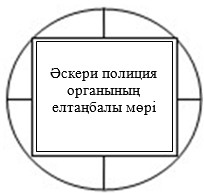 Әскери полиция
органының
елтаңбалы мөрі